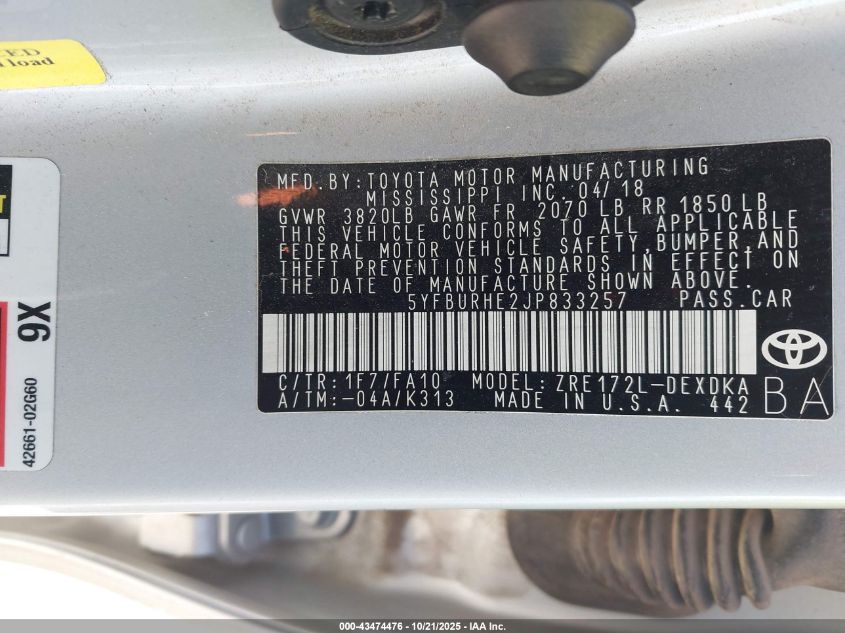 ED
load
T
9X
42661-02G60
MFD. BY: TOYOTA MOTOR MANUFACTURING
MISSISSIPPI INC. 04/18
GVWR 3820LB GAWR FR 2070 LB RR 1850 LB
THIS VEHICLE CONFORMS TO ALL APPLICABLE
FEDERAL MOTOR VEHICLE SAFETY, BUMPER, AND
THEFT PREVENTION STANDARDS IN EFFECT ON
THE DATE OF MANUFACTURE SHOWN ABOVE.
5YFBURHE2JP833257 PASS. CAR
C/TR: 1F7/FA10 MODEL: ZRE172L-DEXDKA
A/TM: -04A/K313 MADE IN U.S.A. 442
BA
000-43474476 - 10/21/2025 - IAA Inc.